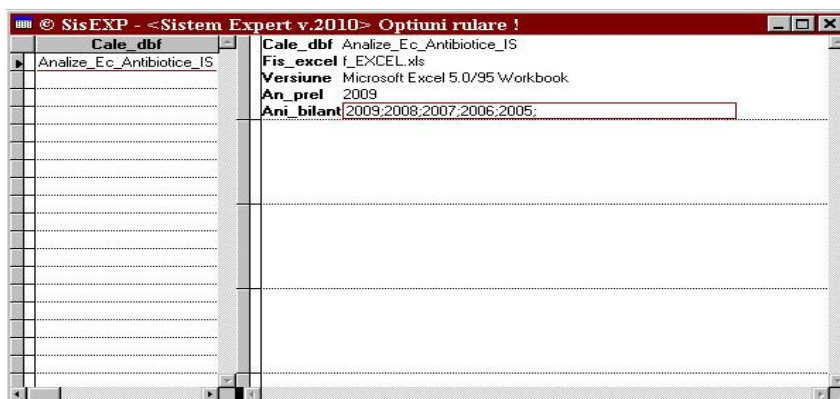 © SisEXP - <Sistem Expert v.2010> Optiuni rulare !
Cale_dbf
Analize_Ec_Antibiotice_IS
Cale_dbf Analize_Ec_Antibiotice_IS
Fis_excel f_EXCEL.xls
Versiune Microsoft Excel 5.0/95 Workbook
An_prel 2009
Ani_bilant 2009;2008;2007;2006;2005;